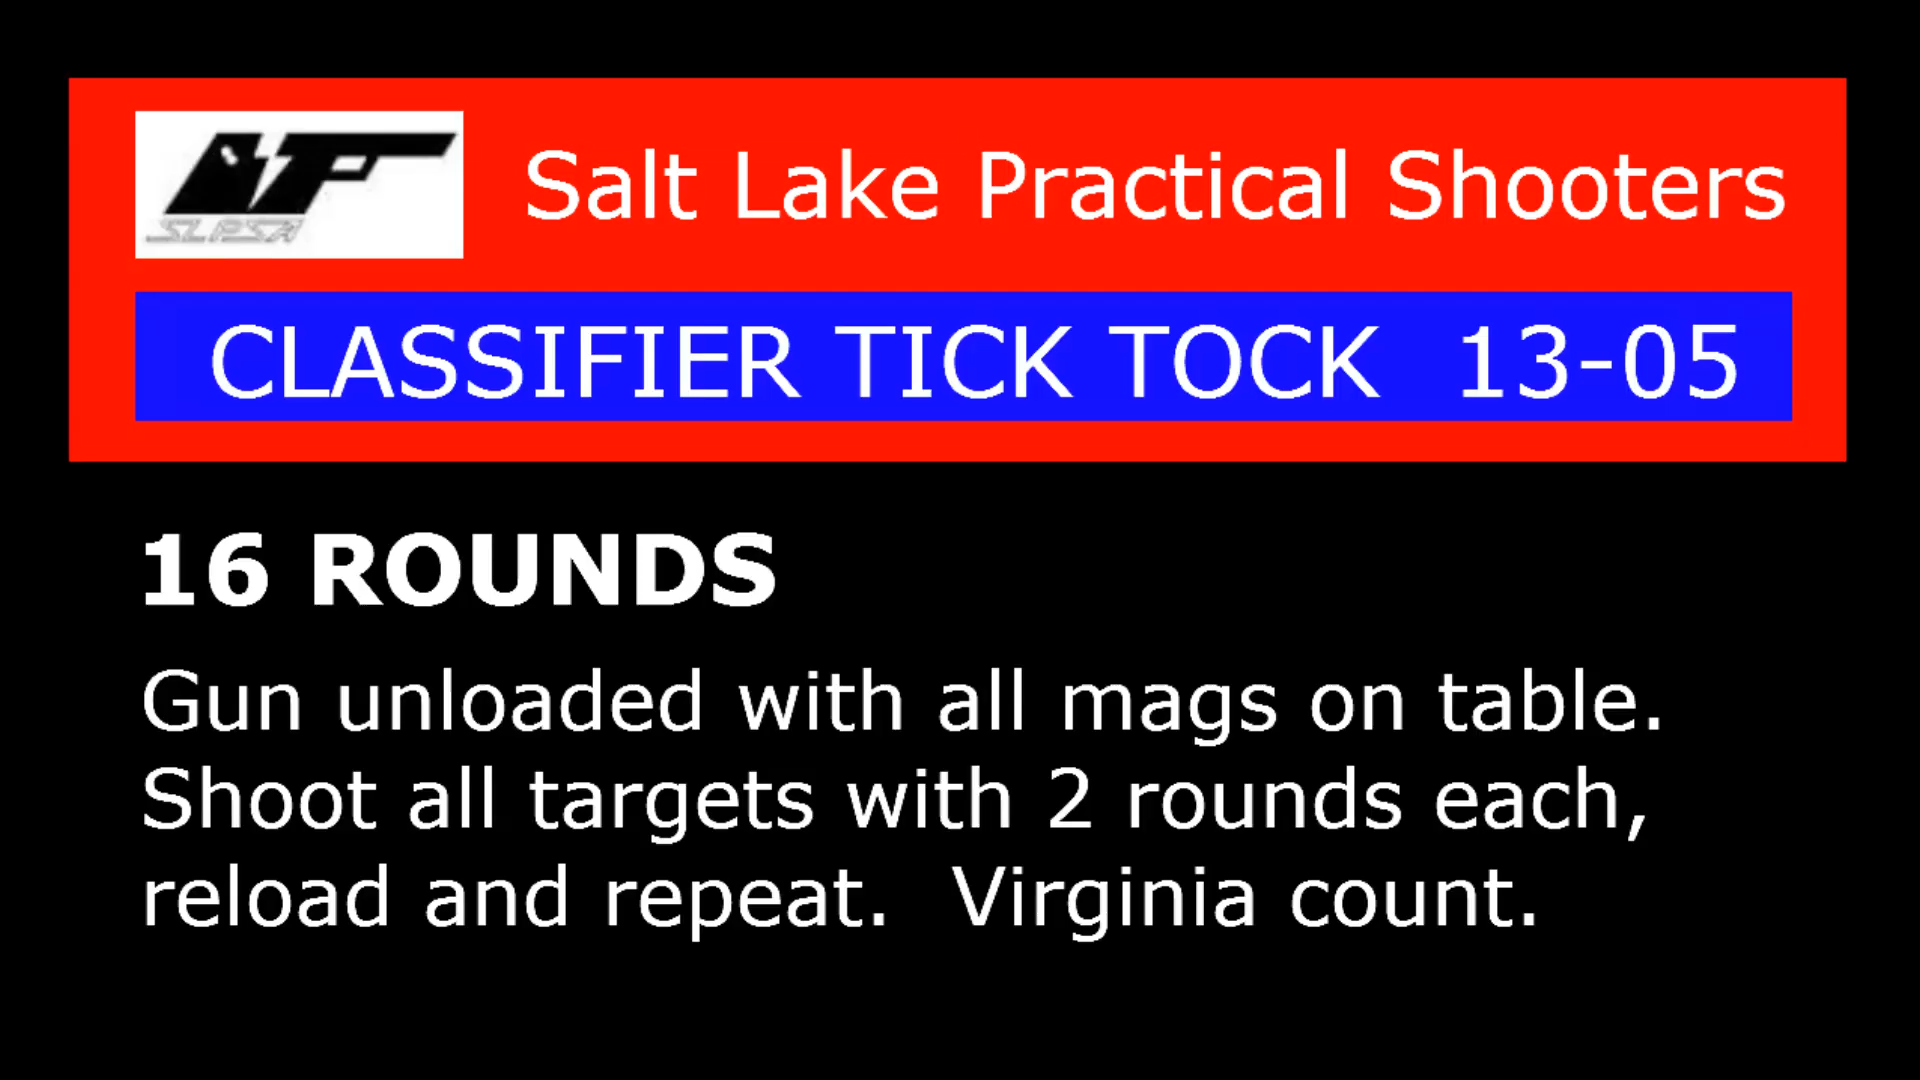 SLPSA
Salt Lake Practical Shooters
CLASSIFIER TICK TOCK 13-05
16 ROUNDS
Gun unloaded with all mags on table.
Shoot all targets with 2 rounds each,
reload and repeat. Virginia count.